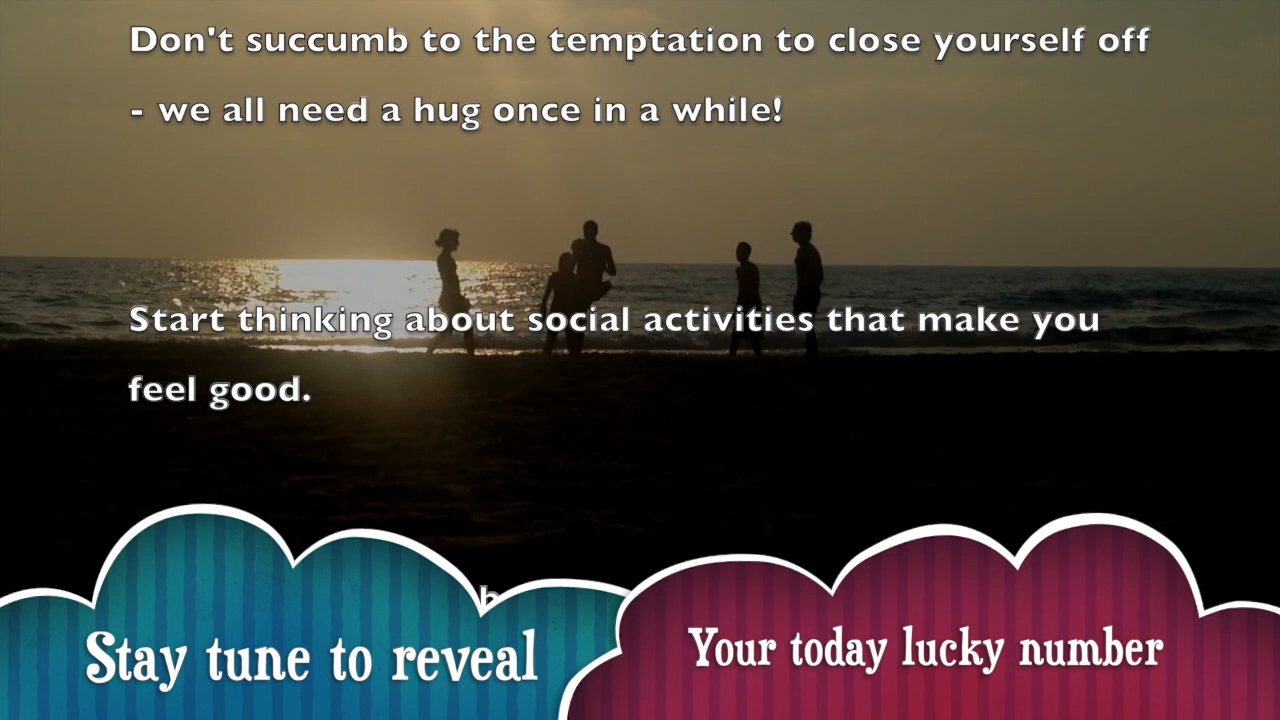 Don't succumb to the temptation to close yourself off
- we all need a hug once in a while!
Start thinking about social activities that make you
feel good.
Stay tune to reveal
Your today lucky number